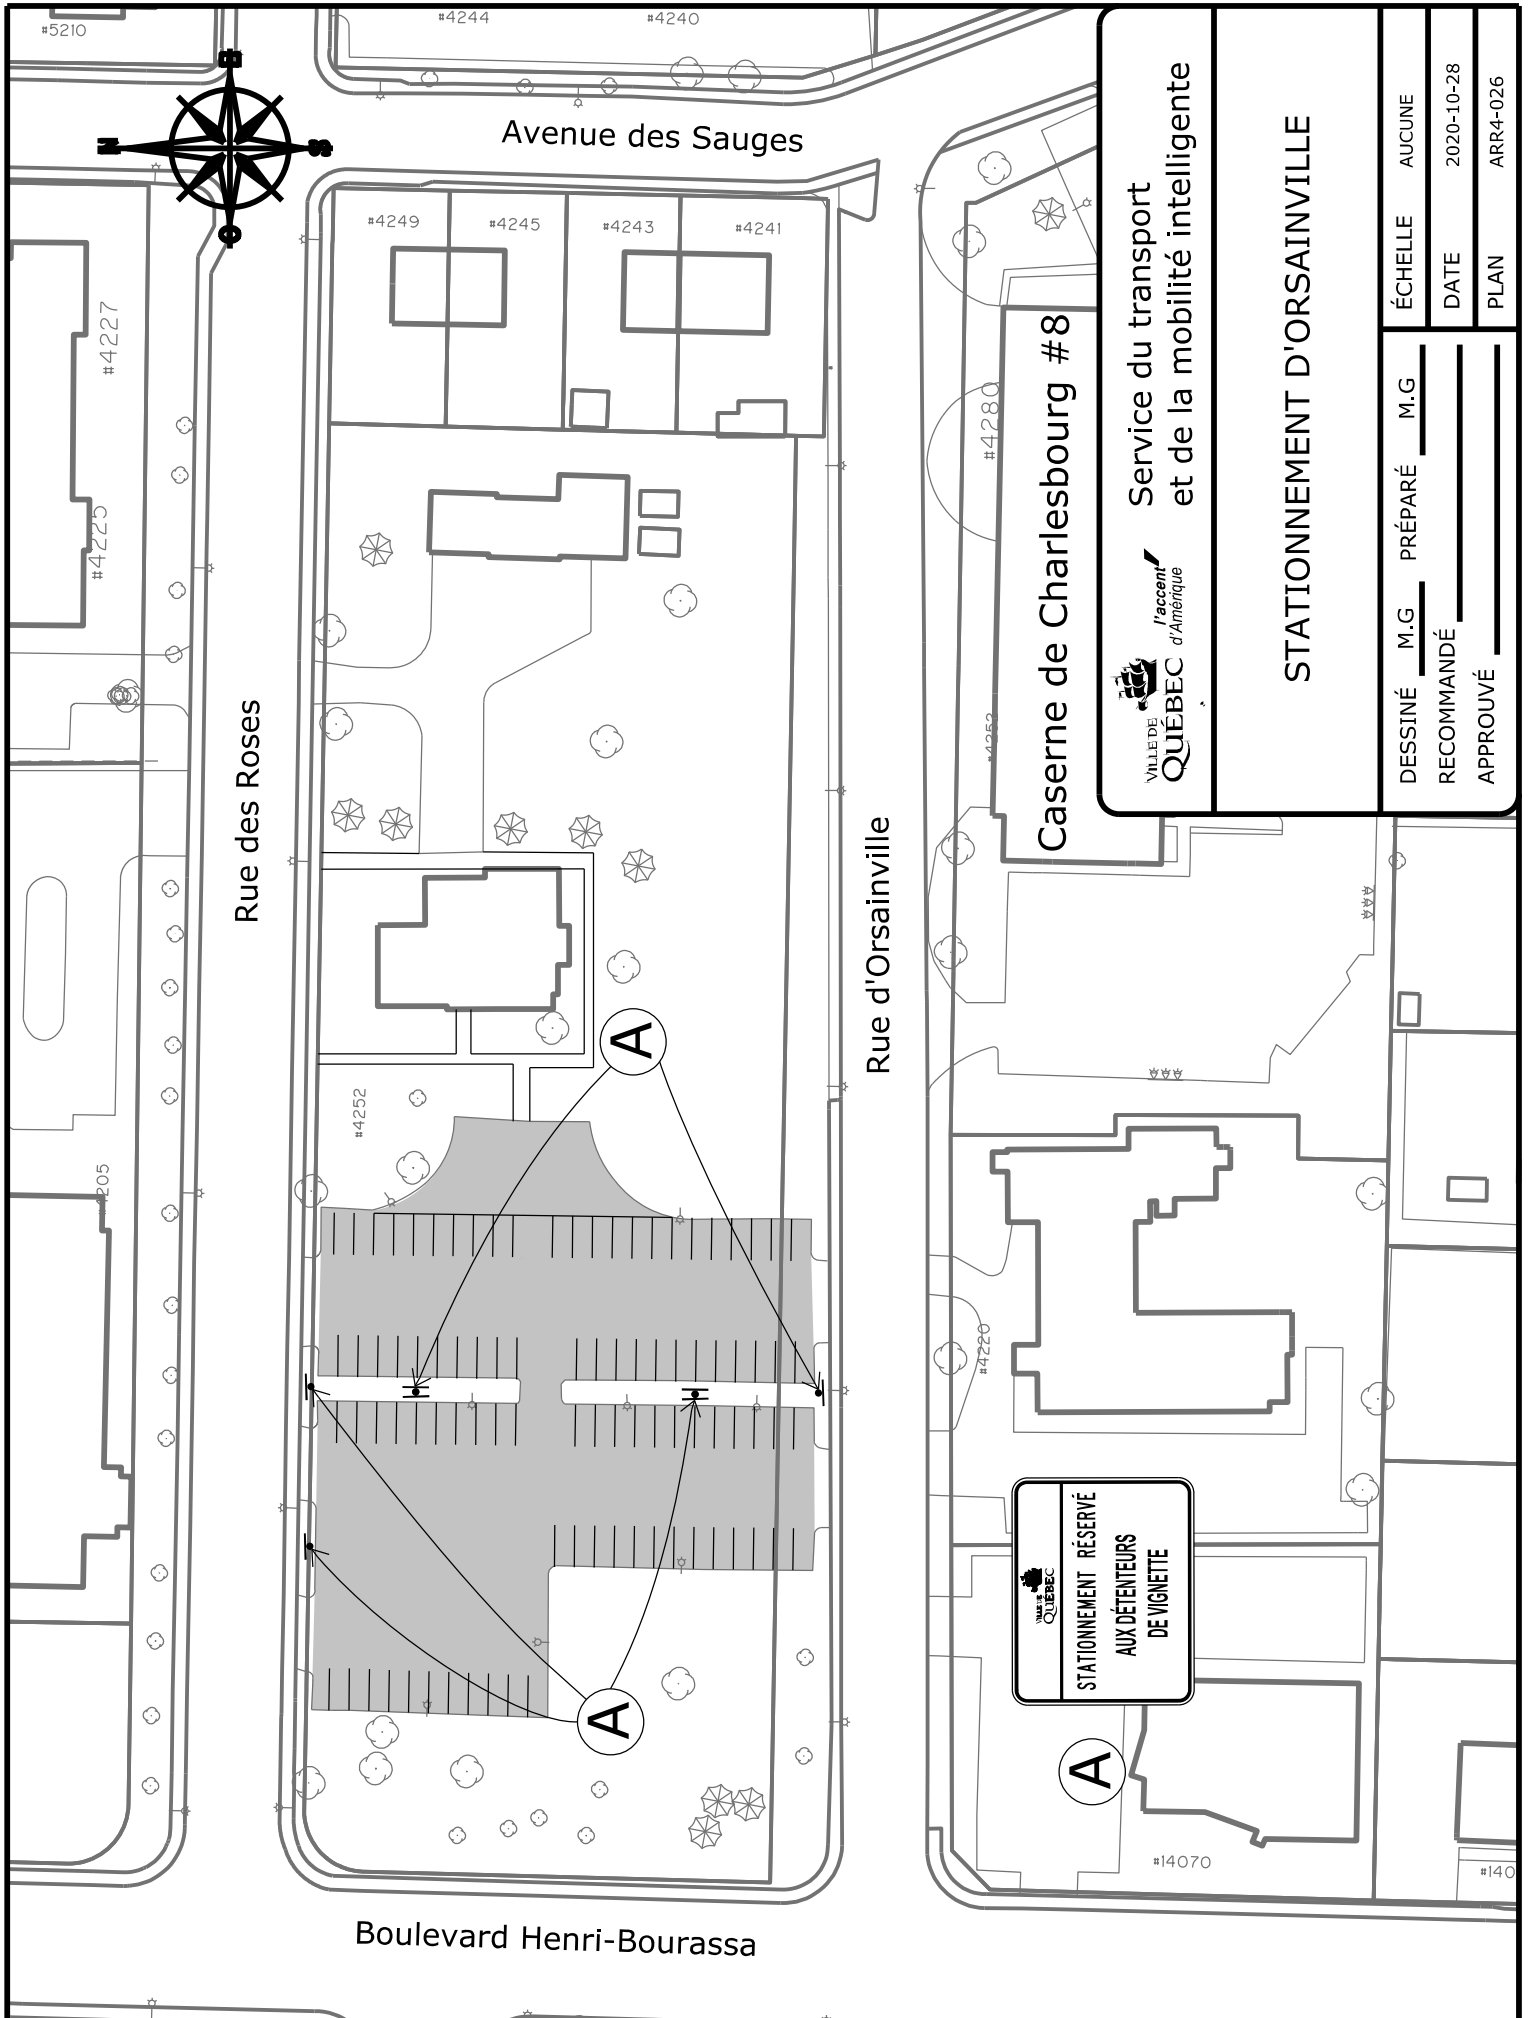 #5210
#4244
#4240
Avenue des Sauges
E
N
S
O
#4249
#4245
#4243
#4241
#4227
#4225
Rue des Roses
#4252
Rue d'Orsainville
#4280
Caserne de Charlesbourg #8
A
A
#4220
#14070
Boulevard Henri-Bourassa
A
VILLE DE
QUÉBEC
STATIONNEMENT RÉSERVÉ
AUX DÉTENTEURS
DE VIGNETTE
VILLE DE
QUÉBEC
l'accent
d'Amérique
Service du transport
et de la mobilité intelligente
STATIONNEMENT D'ORSAINVILLE
DESSINÉ M.G PRÉPARÉ M.G
RECOMMANDÉ
APPROUVÉ
ÉCHELLE AUCUNE
DATE 2020-10-28
PLAN ARR4-026